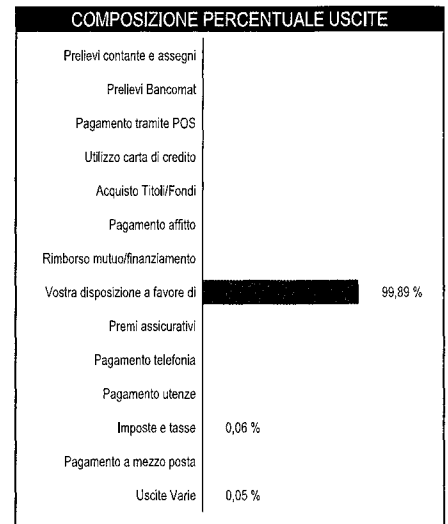 COMPOSIZIONE PERCENTUALE USCITE
Prelievi contante e assegni
Prelievi Bancomat
Pagamento tramite POS
Utilizzo carta di credito
Acquisto Titoli/Fondi
Pagamento affitto
Rimborso mutuo/finanziamento
Vostra disposizione a favore di 99,89 %
Premi assicurativi
Pagamento telefonia
Pagamento utenze
Imposte e tasse 0,06 %
Pagamento a mezzo posta
Uscite Varie 0,05 %